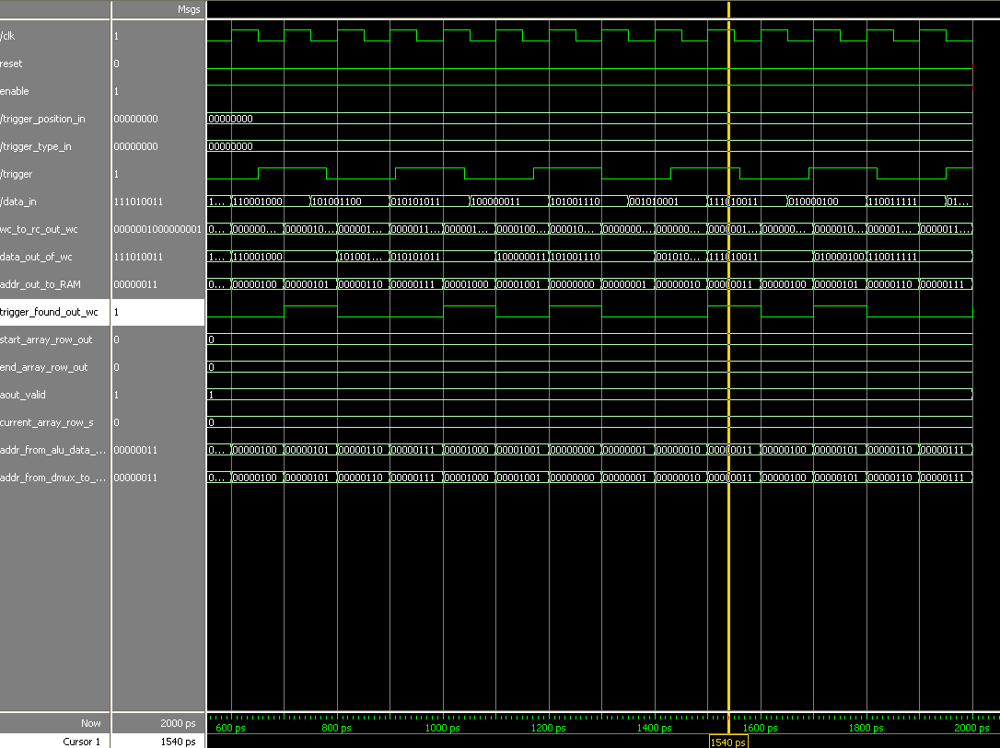 Msgs
/clk 1
reset 0
enable 1
/trigger_position_in 00000000 00000000
/trigger_type_in 00000000 00000000
/trigger 1
/data_in 111010011 1... 110001000 101001100 010101011 100000011 101001110 001010001 111010011 010000100 110011111 01...
wc_to_rc_out_wc 0000001000000001 0... 000000... 0000010... 000001... 0000011... 000001... 0000100... 000010... 0000000... 000000... 0000001... 000000... 0000010... 000001... 0000011...
data_out_of_wc 111010011 1... 110001000 101001... 010101011 100000011 101001110 001010... 111010011 010000100 110011111
addr_out_to_RAM 00000011 0... 00000100 00000101 00000110 00000111 00001000 00001001 00000000 00000001 00000010 00000011 00000100 00000101 00000110 00000111
trigger_found_out_wc 1
start_array_row_out 0 0
end_array_row_out 0 0
aout_valid 1 1
current_array_row_s 0 0
addr_from_alu_data_... 00000011 0... 00000100 00000101 00000110 00000111 00001000 00001001 00000000 00000001 00000010 00000011 00000100 00000101 00000110 00000111
addr_from_dmux_to_... 00000011 0... 00000100 00000101 00000110 00000111 00001000 00001001 00000000 00000001 00000010 00000011 00000100 00000101 00000110 00000111
Now 2000 ps 600 ps 800 ps 1000 ps 1200 ps 1400 ps 1600 ps 1800 ps 2000 ps
Cursor 1 1540 ps 1540 ps